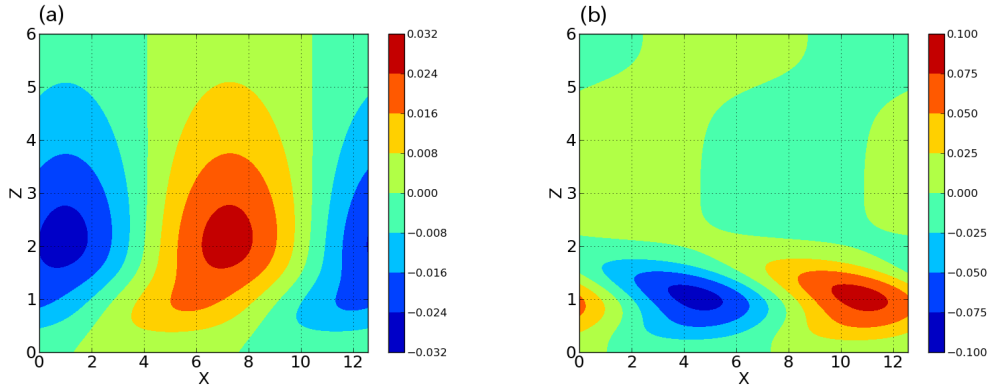 (a) (b)
6 0.032 6 0.100
5 0.024 5 0.075
4 0.016 4 0.050
0.008 0.025
Z 3 0.000 Z 3 0.000
−0.008 −0.025
2 −0.016 2 −0.050
1 −0.024 1 −0.075
0 −0.032 0 −0.100
0 2 4 6 8 10 12 0 2 4 6 8 10 12
X X